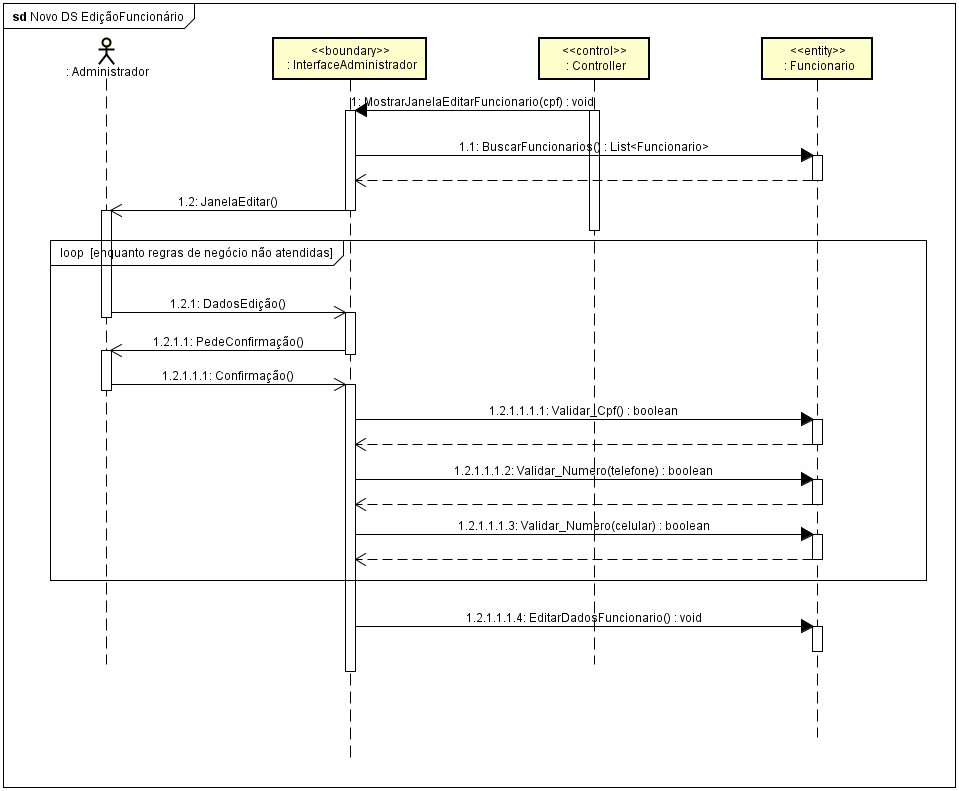 sd Novo DS EdiçãoFuncionário
: Administrador
<<boundary>>
: InterfaceAdministrador
<<control>>
: Controller
<<entity>>
: Funcionario
1: MostrarJanelaEditarFuncionario(cpf) : void
1.1: BuscarFuncionarios() : List<Funcionario>
1.2: JanelaEditar()
loop [enquanto regras de negócio não atendidas]
1.2.1: DadosEdição()
1.2.1.1: PedeConfirmação()
1.2.1.1.1: Confirmação()
1.2.1.1.1.1: Validar_Cpf() : boolean
1.2.1.1.1.2: Validar_Numero(telefone) : boolean
1.2.1.1.1.3: Validar_Numero(celular) : boolean
1.2.1.1.1.4: EditarDadosFuncionario() : void